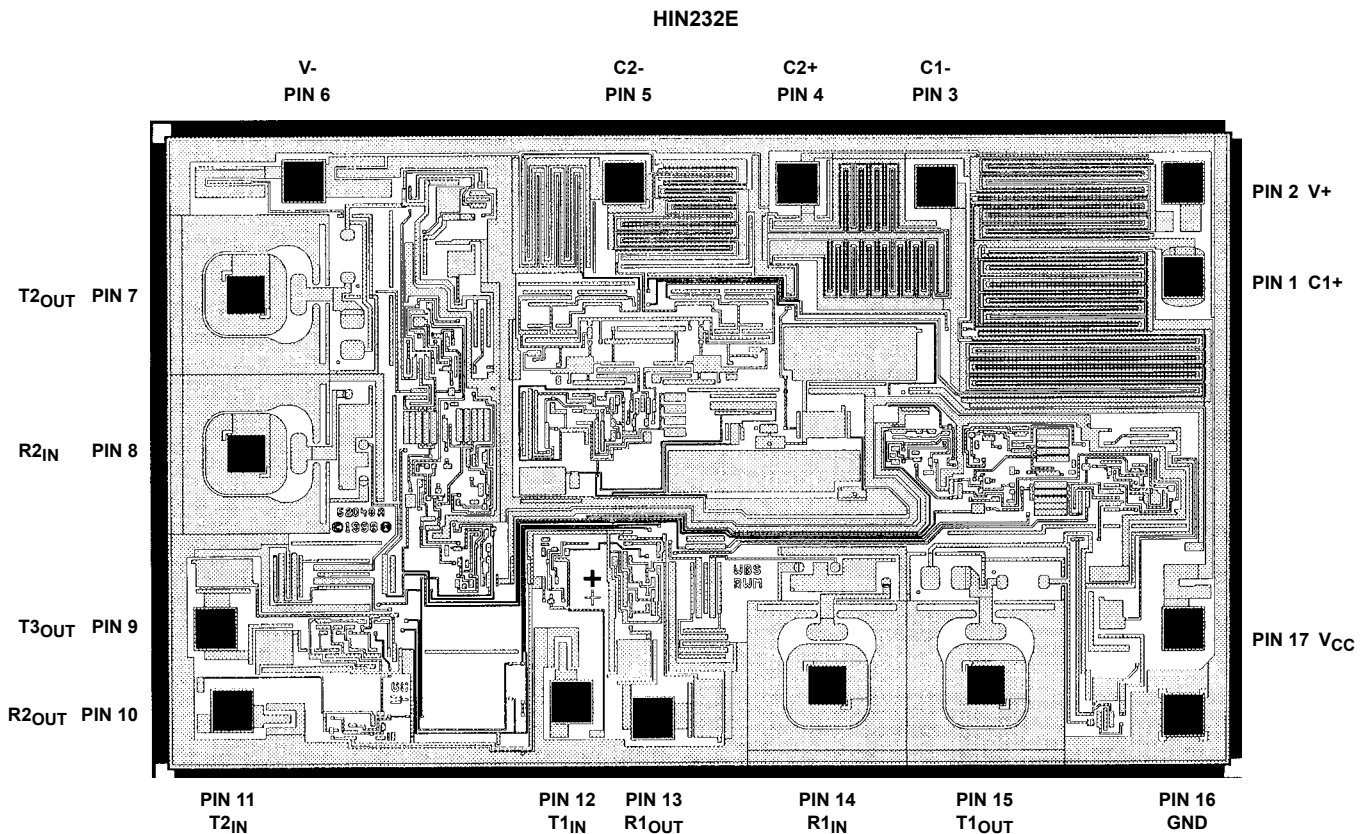 HIN232E
V-
PIN 6
C2-
PIN 5
C2+
PIN 4
C1-
PIN 3
PIN 2 V+
PIN 1 C1+
T2OUT PIN 7
R2IN PIN 8
T3OUT PIN 9
R2OUT PIN 10
PIN 17 VCC
WBS
RWM
PIN 11
T2IN
PIN 12
T1IN
PIN 13
R1OUT
PIN 14
R1IN
PIN 15
T1OUT
PIN 16
GND